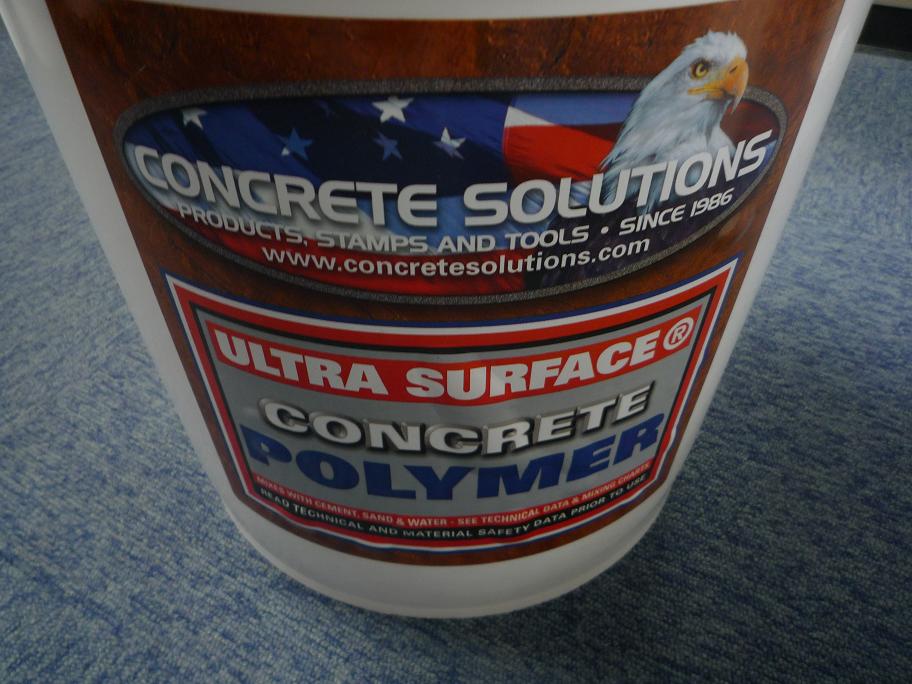 CONCRETE SOLUTIONS
PRODUCTS, STAMPS AND TOOLS • SINCE 1986
www.concretesolutions.com
ULTRA SURFACE®
CONCRETE
POLYMER
MIXES WITH CEMENT, SAND & WATER - SEE TECHNICAL DATA & MIXING CHARTS
READ TECHNICAL AND MATERIAL SAFETY DATA PRIOR TO USE